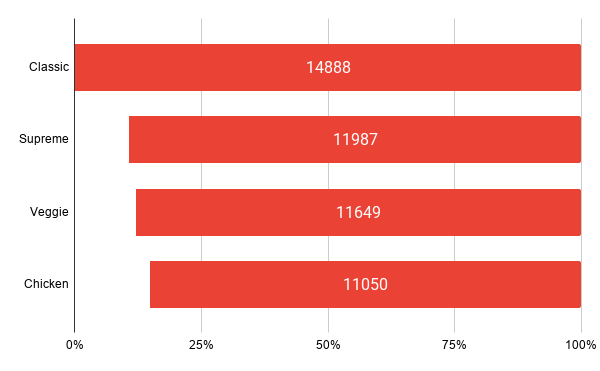 Classic 14888
Supreme 11987
Veggie 11649
Chicken 11050
0% 25% 50% 75% 100%